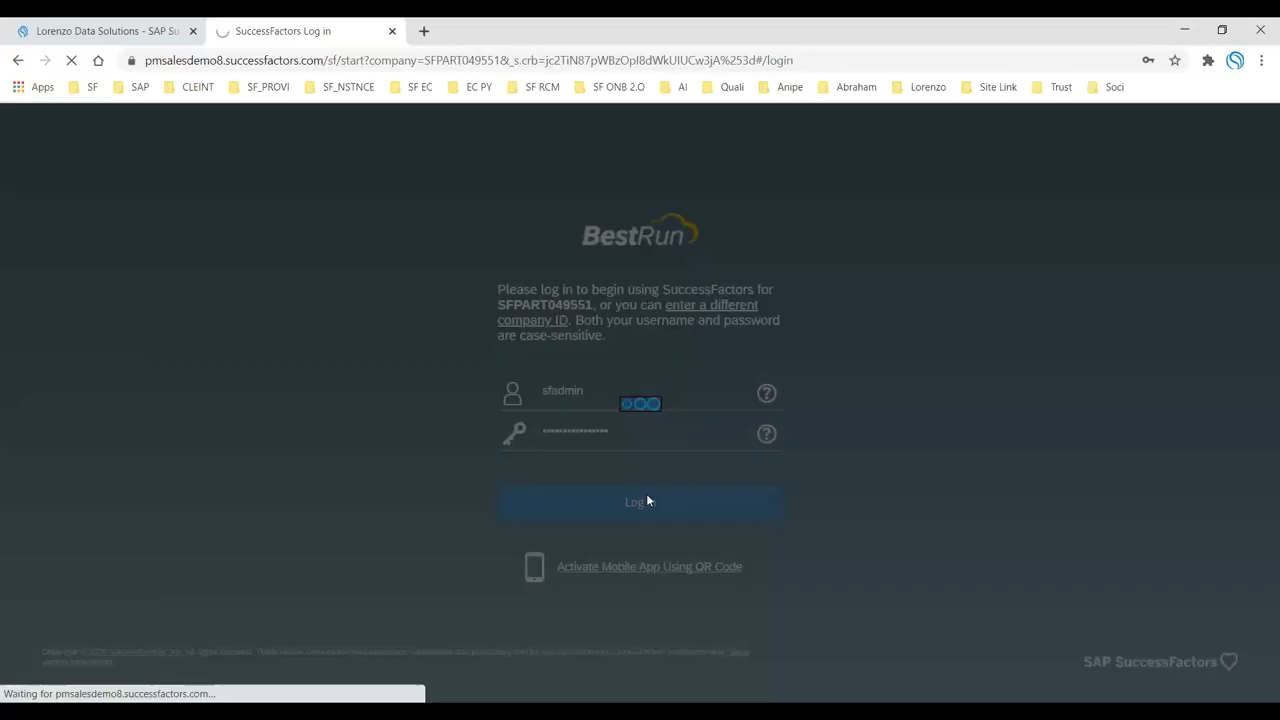 Lorenzo Data Solutions - SAP Su
SuccessFactors Log in
pmsalesdemo8.successfactors.com/sf/start?company=SFPART049551&_s.crb=jc2TiN87pWBzOpI8dWkUIUCw3jA%253d#/login
Apps SF SAP CLEINT SF_PROVI SF_NSTNCE SF EC EC PY SF RCM SF ONB 2.O AI Quali Anipe Abraham Lorenzo Site Link Trust Soci
BestRun
Please log in to begin using SuccessFactors for
SFPART049551, or you can enter a different
company ID. Both your username and password
are case-sensitive.
sfadmin
Log
Activate Mobile App Using QR Code
SAP SuccessFactors
Waiting for pmsalesdemo8.successfactors.com...